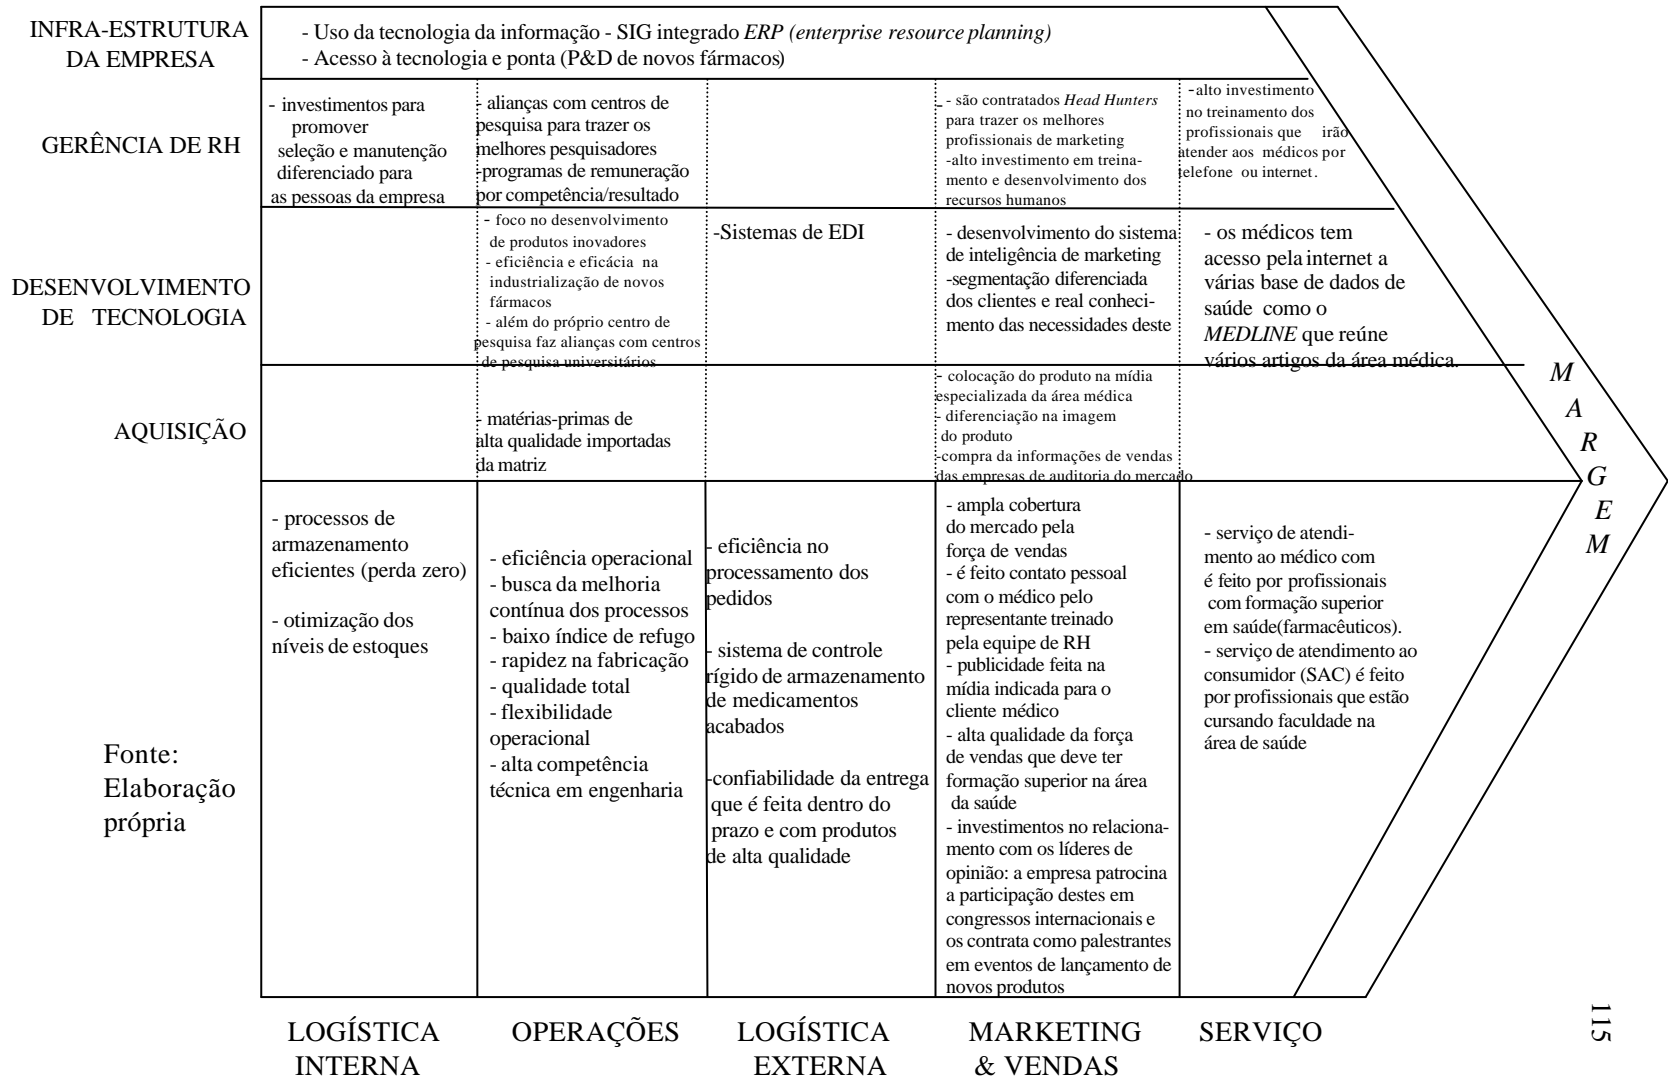 INFRA-ESTRUTURA
DA EMPRESA
- Uso da tecnologia da informação - SIG integrado ERP (enterprise resource planning)
- Acesso à tecnologia e ponta (P&D de novos fármacos)
GERÊNCIA DE RH
- investimentos para
promover
seleção e manutenção
diferenciado para
as pessoas da empresa
- alianças com centros de
pesquisa para trazer os
melhores pesquisadores
-programas de remuneração
por competência/resultado
- - são contratados Head Hunters
para trazer os melhores
profissionais de marketing
-alto investimento em treina-
mento e desenvolvimento dos
recursos humanos
-alto investimento
no treinamento dos
profissionais que irão
atender aos médicos por
telefone ou internet.
DESENVOLVIMENTO
DE TECNOLOGIA
- foco no desenvolvimento
de produtos inovadores
- eficiência e eficácia na
industrialização de novos
fármacos
- além do próprio centro de
pesquisa faz alianças com centros
de pesquisa universitários
-Sistemas de EDI
- desenvolvimento do sistema
de inteligência de marketing
-segmentação diferenciada
dos clientes e real conheci-
mento das necessidades deste
- os médicos tem
acesso pela internet a
várias base de dados de
saúde como o
MEDLINE que reúne
vários artigos da área médica.
AQUISIÇÃO
- matérias-primas de
alta qualidade importadas
da matriz
- colocação do produto na mídia
especializada da área médica
- diferenciação na imagem
do produto
-compra da informações de vendas
das empresas de auditoria do mercado
M
A
R
G
E
M
- processos de
armazenamento
eficientes (perda zero)
- otimização dos
níveis de estoques
- eficiência operacional
- busca da melhoria
contínua dos processos
- baixo índice de refugo
- rapidez na fabricação
- qualidade total
- flexibilidade
operacional
- alta competência
técnica em engenharia
- eficiência no
processamento dos
pedidos
- sistema de controle
rígido de armazenamento
de medicamentos
acabados
-confiabilidade da entrega
que é feita dentro do
prazo e com produtos
de alta qualidade
- ampla cobertura
do mercado pela
força de vendas
- é feito contato pessoal
com o médico pelo
representante treinado
pela equipe de RH
- publicidade feita na
mídia indicada para o
cliente médico
- alta qualidade da força
de vendas que deve ter
formação superior na área
da saúde
- investimentos no relaciona-
mento com os líderes de
opinião: a empresa patrocina
a participação destes em
congressos internacionais e
os contrata como palestrantes
em eventos de lançamento de
novos produtos
- serviço de atendi-
mento ao médico com
é feito por profissionais
com formação superior
em saúde(farmacêuticos).
- serviço de atendimento ao
consumidor (SAC) é feito
por profissionais que estão
cursando faculdade na
área de saúde
Fonte:
Elaboração
própria
LOGÍSTICA
INTERNA
OPERAÇÕES
LOGÍSTICA
EXTERNA
MARKETING
& VENDAS
SERVIÇO
115